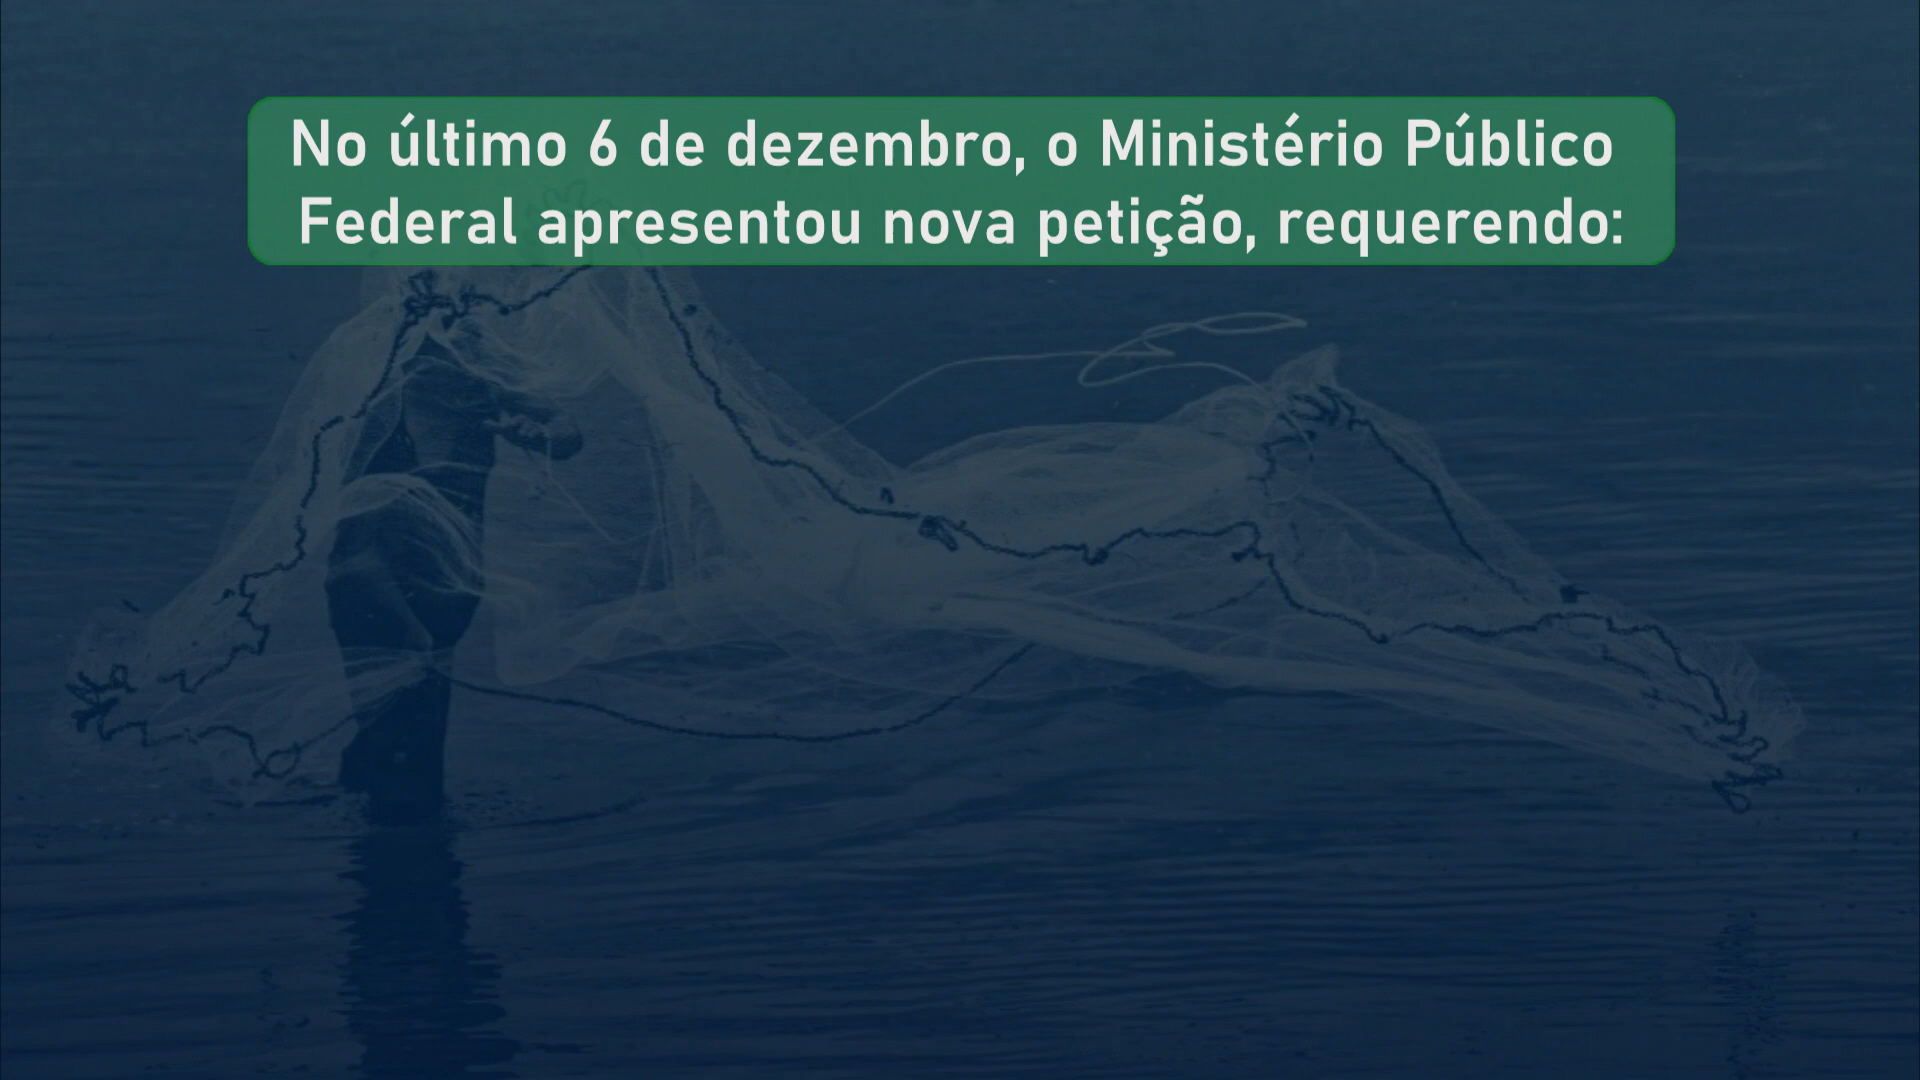 No último 6 de dezembro, o Ministério Público
Federal apresentou nova petição, requerendo: